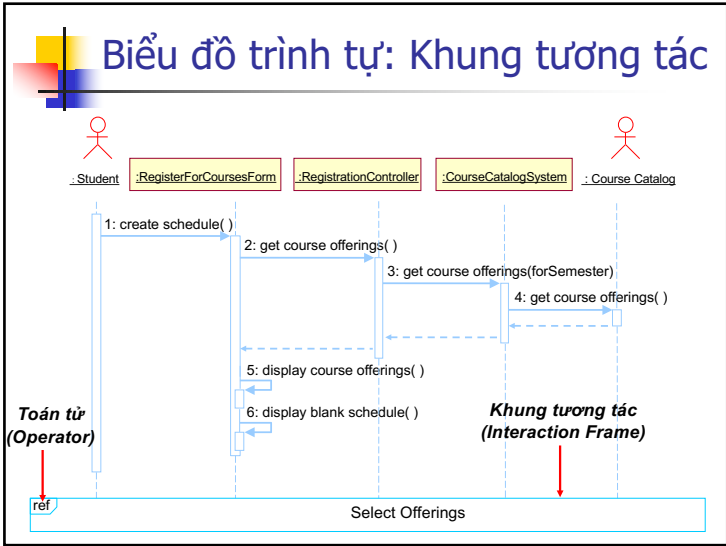 Biểu đồ trình tự: Khung tương tác
: Student
:RegisterForCoursesForm
:RegistrationController
:CourseCatalogSystem
: Course Catalog
1: create schedule( )
2: get course offerings( )
3: get course offerings(forSemester)
4: get course offerings( )
5: display course offerings( )
6: display blank schedule( )
Toán tử
(Operator)
Khung tương tác
(Interaction Frame)
ref
Select Offerings